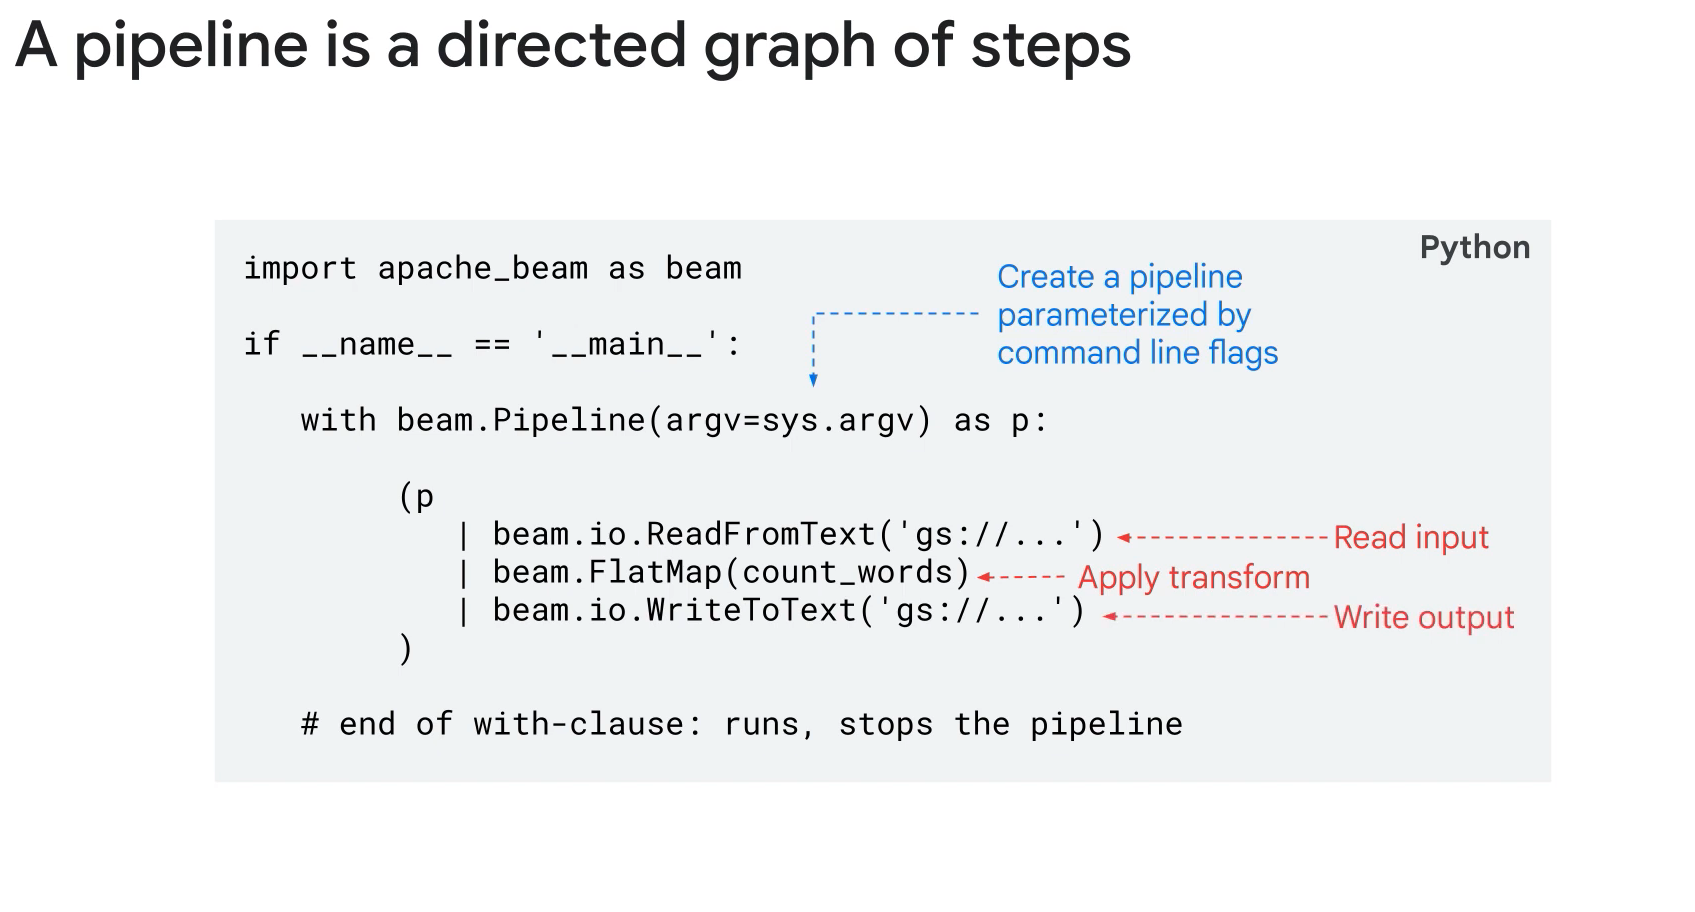 A pipeline is a directed graph of steps
Python
import apache_beam as beam
Create a pipeline
parameterized by
command line flags
if __name__ == '__main__':
with beam.Pipeline(argv=sys.argv) as p:
(p
| beam.io.ReadFromText('gs://...')
Read input
| beam.FlatMap(count_words)
Apply transform
| beam.io.WriteToText('gs://...')
Write output
)
# end of with-clause: runs, stops the pipeline